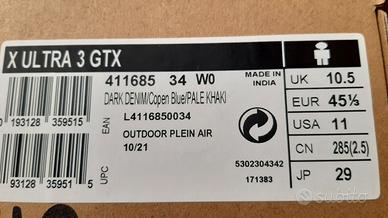 X ULTRA 3 GTX
411685 34 W0
DARK DENIM/Copen Blue/PALE KHAKI
MADE IN
INDIA
L4116850034
EAN
0 193128 359515
OUTDOOR PLEIN AIR
10/21
UPC
93128 35951 5
5302304342
171383
UK 10.5
EUR 45⅓
USA 11
CN 285(2.5)
JP 29
subito